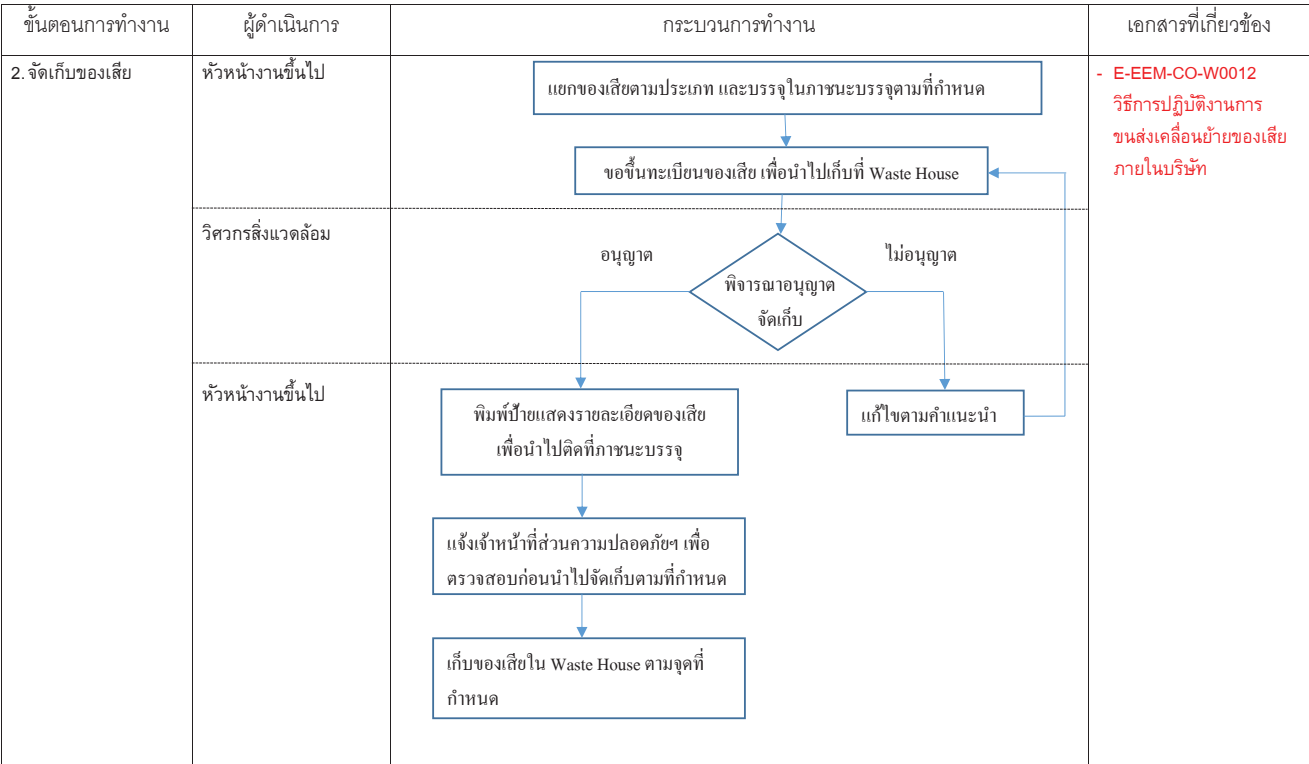 ขั้นตอนการทำงาน
ผู้ดำเนินการ
กระบวนการทำงาน
เอกสารที่เกี่ยวข้อง
2. จัดเก็บของเสีย
หัวหน้างานขึ้นไป
แยกของเสียตามประเภท และบรรจุในภาชนะบรรจุตามที่กำหนด
ขอขึ้นทะเบียนของเสีย เพื่อนำไปเก็บที่ Waste House
- E-EEM-CO-W0012
วิธีการปฏิบัติงานการ
ขนส่งเคลื่อนย้ายของเสีย
ภายในบริษัท
วิศวกรสิ่งแวดล้อม
อนุญาต
ไม่อนุญาต
พิจารณาอนุญาต
จัดเก็บ
หัวหน้างานขึ้นไป
พิมพ์ป้ายแสดงรายละเอียดของเสีย
เพื่อนำไปติดที่ภาชนะบรรจุ
แก้ไขตามคำแนะนำ
แจ้งเจ้าหน้าที่ส่วนความปลอดภัยฯ เพื่อ
ตรวจสอบก่อนนำไปจัดเก็บตามที่กำหนด
เก็บของเสียใน Waste House ตามจุดที่
กำหนด